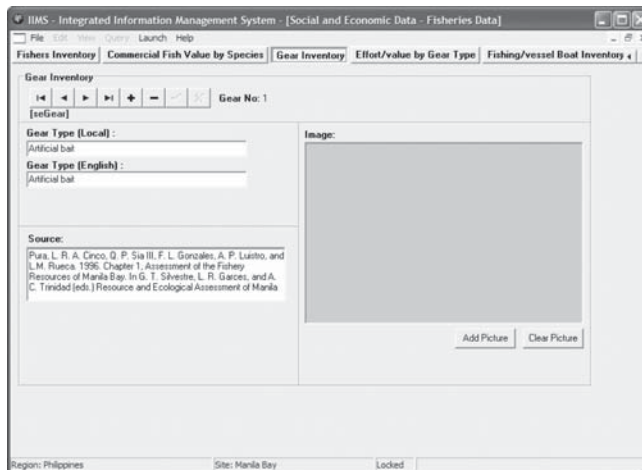 IIMS - Integrated Information Management System - [Social and Economic Data - Fisheries Data]
File Edit View Query Launch Help
Fishers Inventory Commercial Fish Value by Species Gear Inventory Effort/value by Gear Type Fishing/vessel Boat Inventory
Gear Inventory
Gear No: 1
[seGear]
Gear Type (Local) :
Artificial bait
Gear Type (English) :
Artificial bait
Source:
Pura, L. R. A. Cinco, Q. P. Sia III, F. L. Gonzales, A. P. Luistro, and
L.M. Rueca. 1996. Chapter 1, Assessment of the Fishery
Resources of Manila Bay. In G. T. Silvestre, L. R. Garces, and A.
C. Trinidad (eds.) Resource and Ecological Assessment of Manila
Image:
Add Picture Clear Picture
Region: Philippines Site: Manila Bay Locked